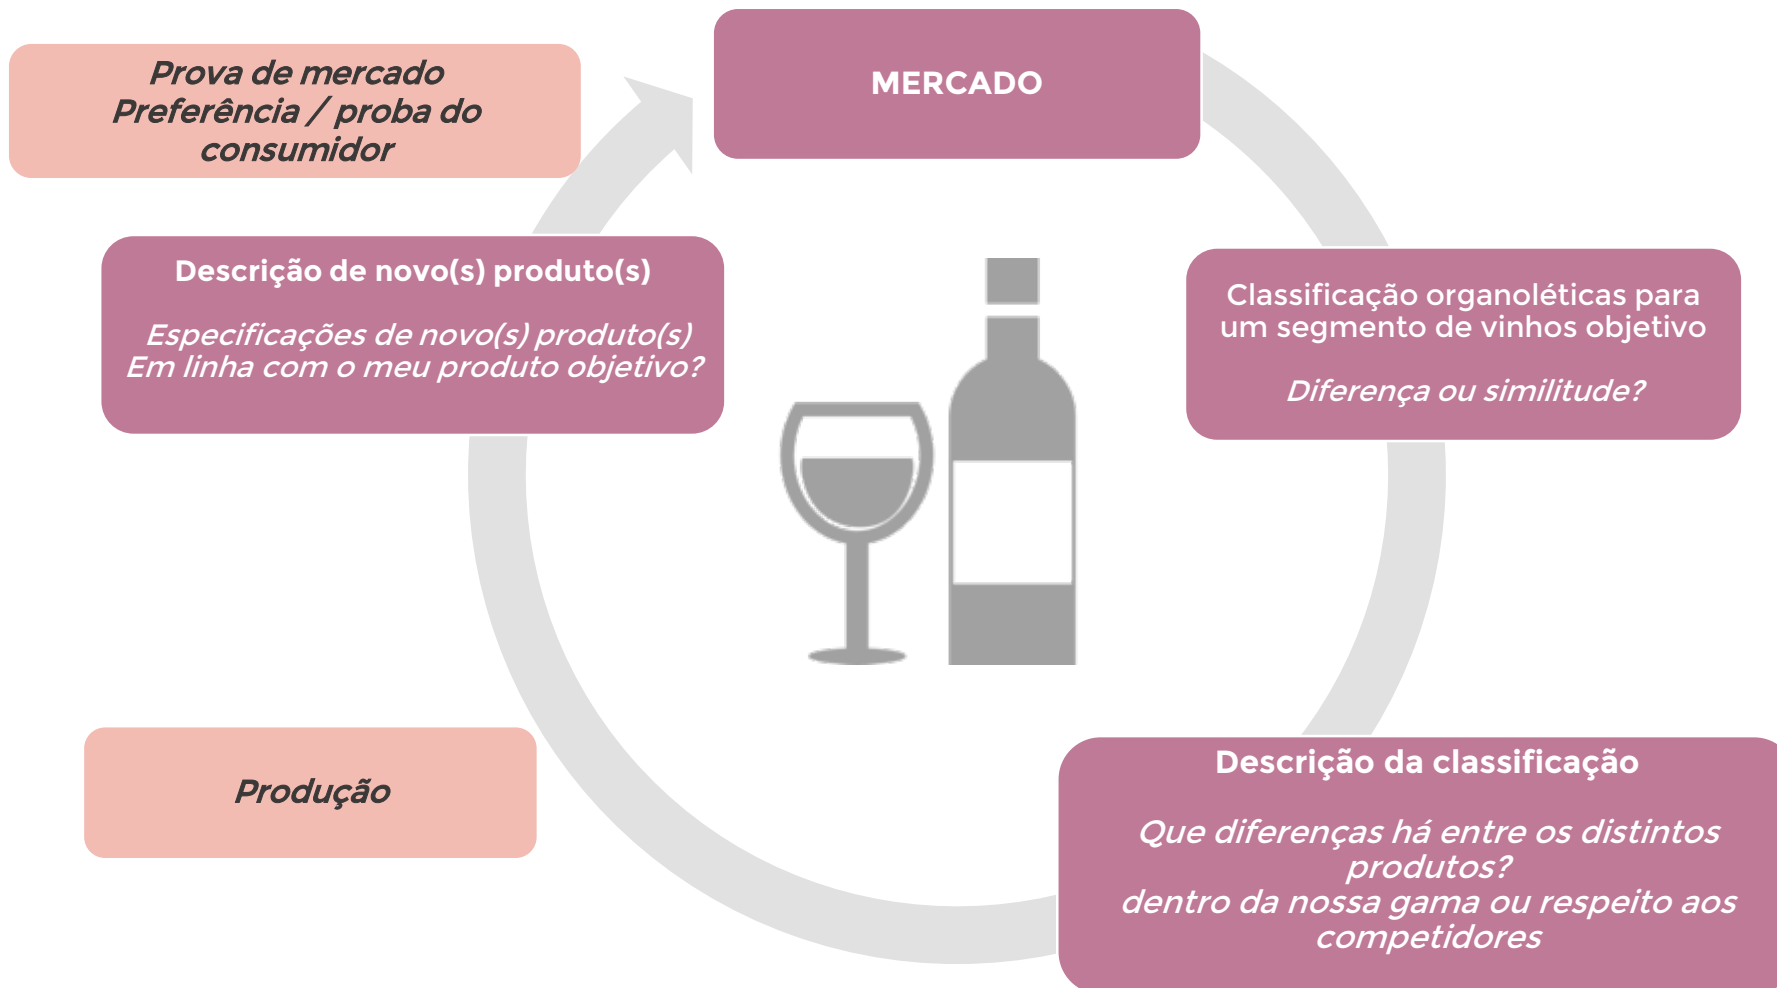 Prova de mercado
Preferência / proba do
consumidor
MERCADO
Descrição de novo(s) produto(s)
Especificações de novo(s) produto(s)
Em linha com o meu produto objetivo?
Classificação organoléticas para
um segmento de vinhos objetivo
Diferença ou similitude?
Produção
Descrição da classificação
Que diferenças há entre os distintos
produtos?
dentro da nossa gama ou respeito aos
competidores